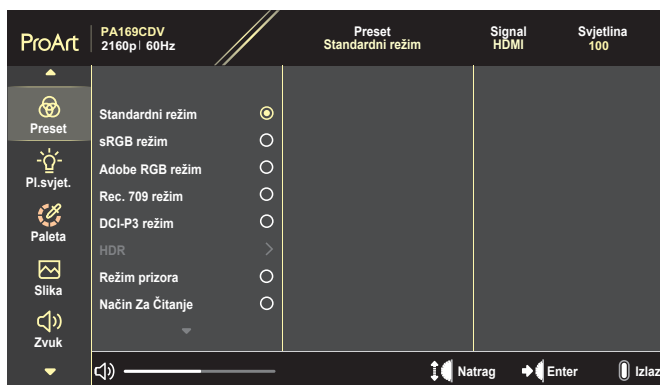 ProArt
PA169CDV
2160p | 60Hz
Preset
Standardni režim
Signal
HDMI
Svjetlina
100
Preset
Pl.svjet.
Paleta
Slika
Zvuk
Standardni režim
sRGB režim
Adobe RGB režim
Rec. 709 režim
DCI-P3 režim
HDR
Režim prizora
Način Za Čitanje
Natrag
Enter
Izlaz